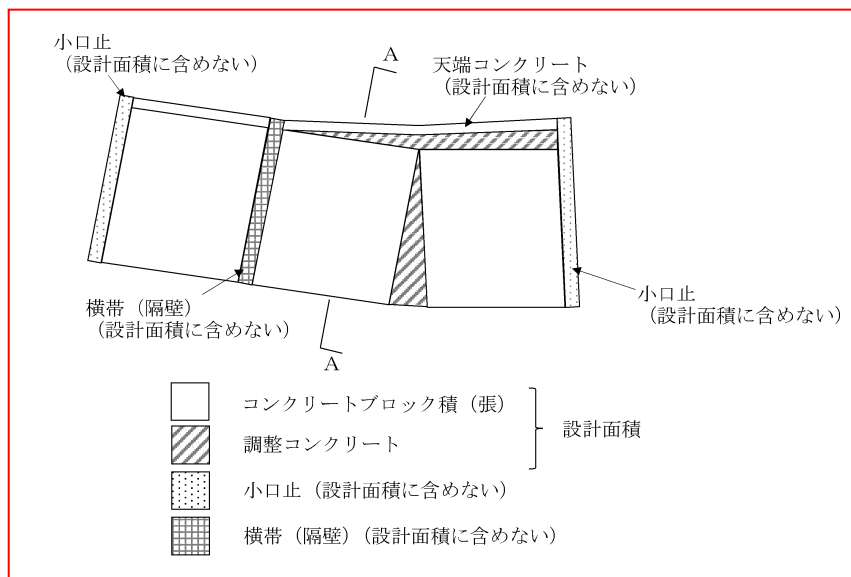 小口止
（設計面積に含めない）
A
天端コンクリート
（設計面積に含めない）
横帯（隔壁）
（設計面積に含めない）
A
小口止
（設計面積に含めない）
コンクリートブロック積（張）
調整コンクリート
設計面積
小口止（設計面積に含めない）
横帯（隔壁）（設計面積に含めない）